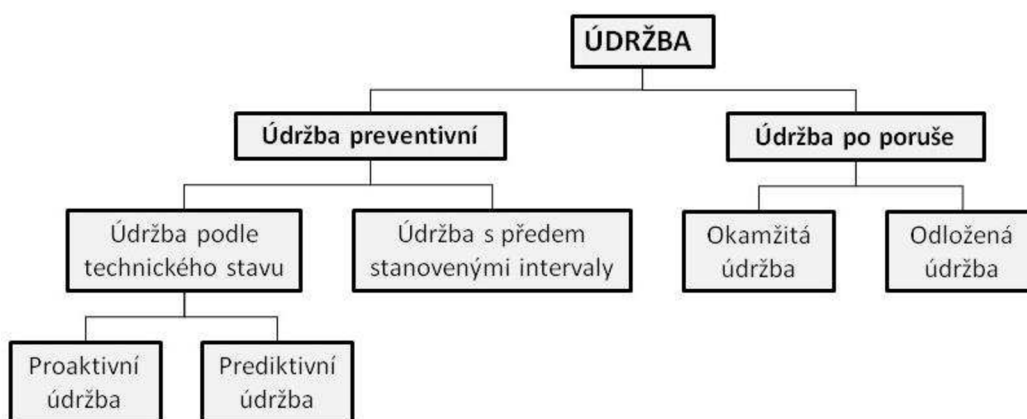 ÚDRŽBA
Údržba preventivní
Údržba po poruše
Údržba podle
technického stavu
Údržba s předem
stanovenými intervaly
Okamžitá
údržba
Odložená
údržba
Proaktivní
údržba
Prediktivní
údržba